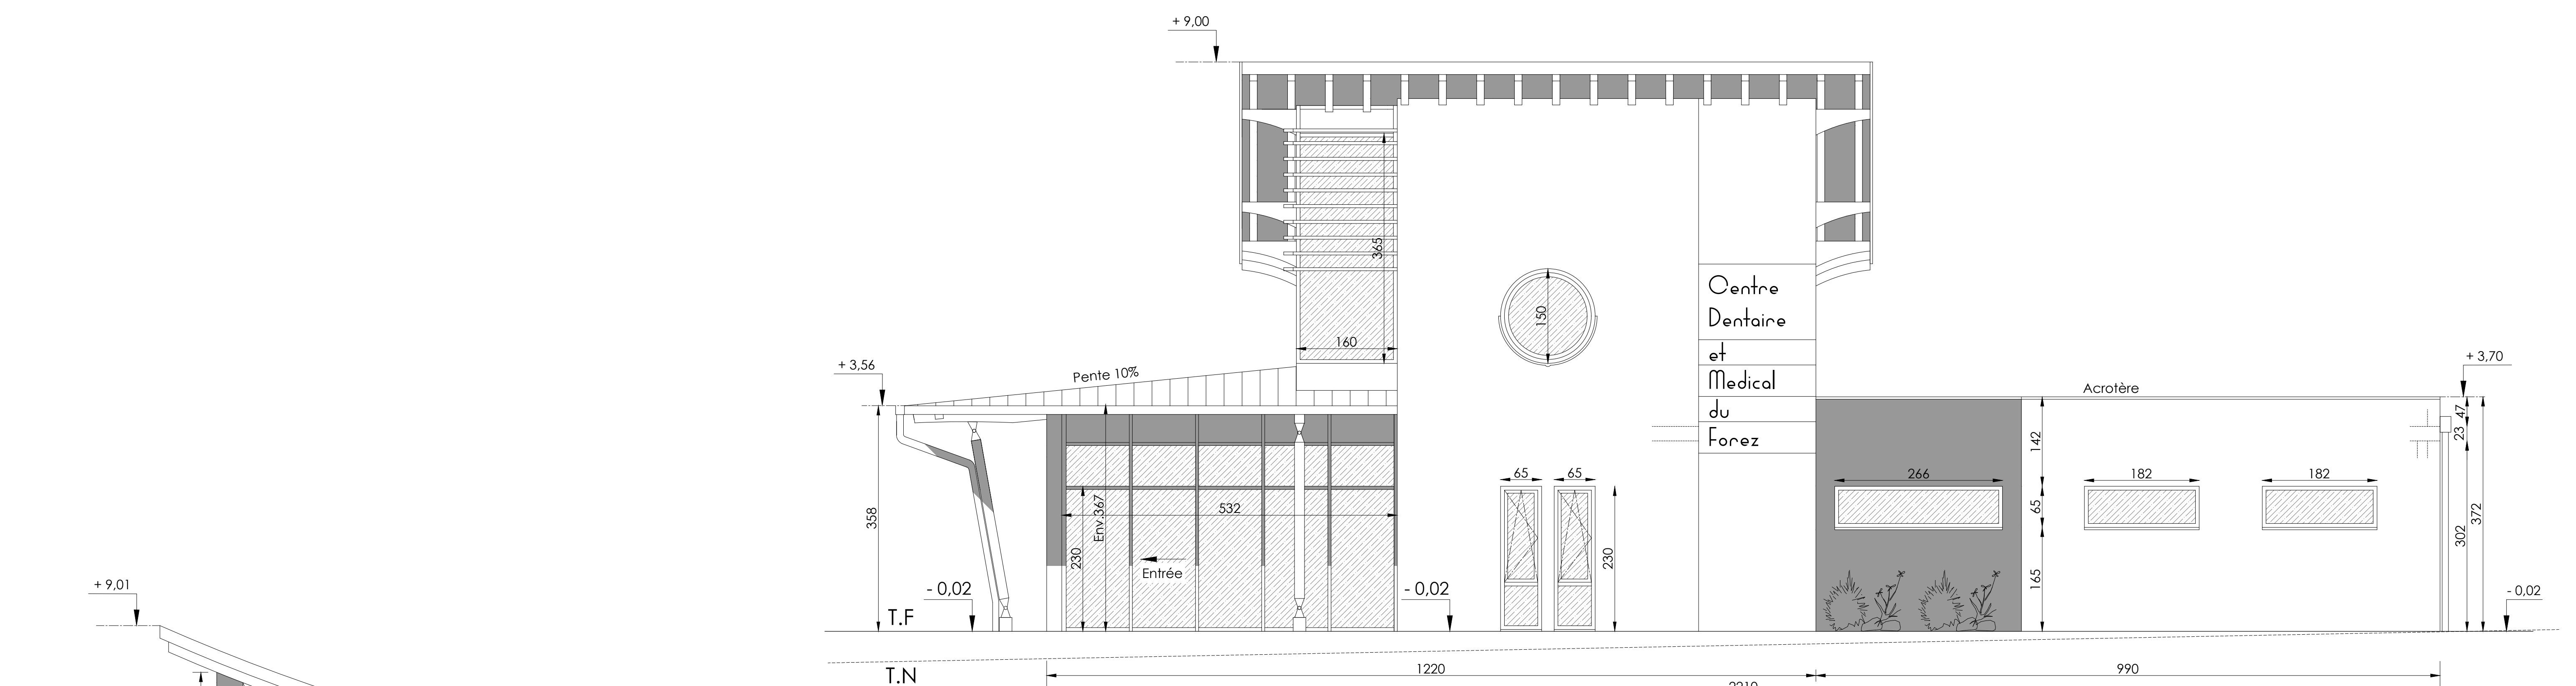 + 9,00
365
160
150
Centre
Dentaire
et
Medical
du
Forez
+ 3,56
Pente 10%
+ 3,70
Acrotère
47
23
142
65
65
266
182
182
358
Env.367
532
230
230
65
302
372
Entrée
165
+ 9,01
- 0,02
- 0,02
- 0,02
T.F
T.N
1220
990